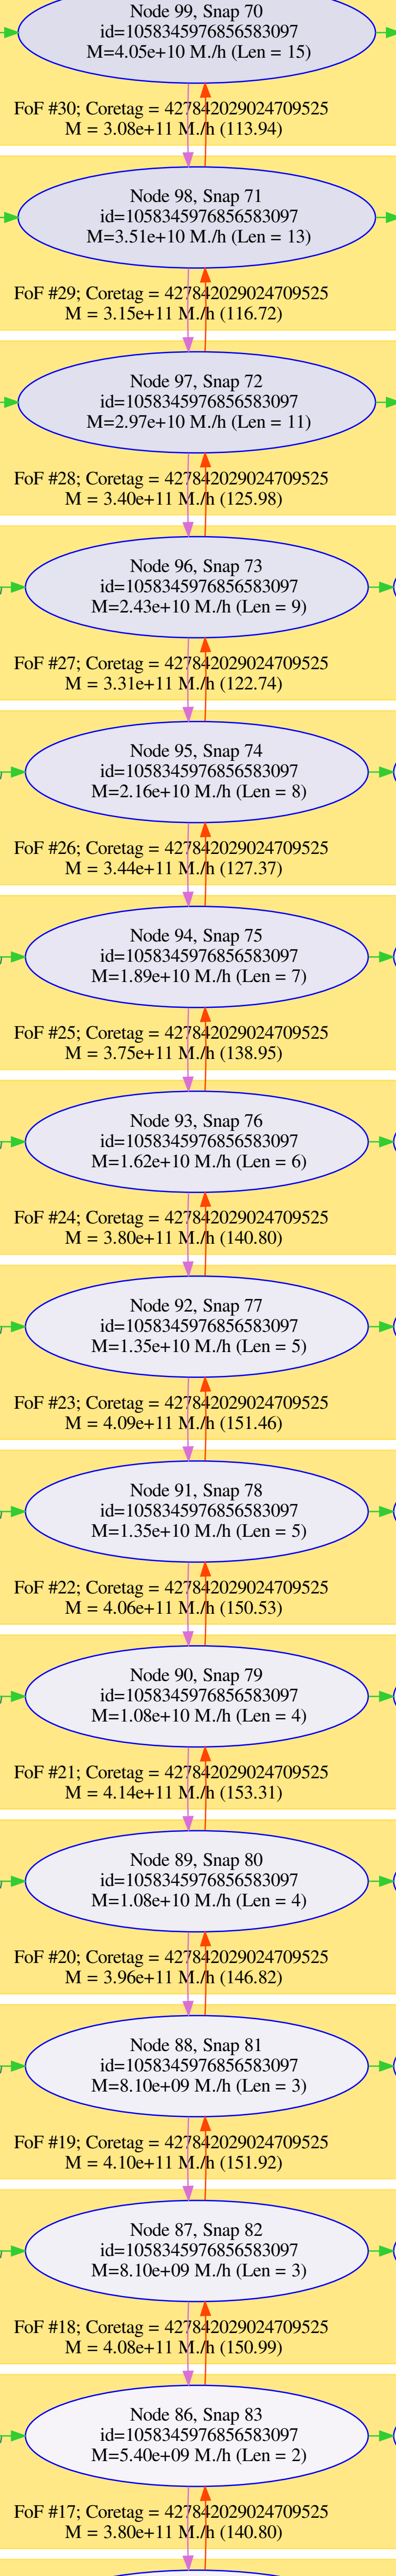 Node 99, Snap 70
id=1058345976856583097
M=4.05e+10 M./h (Len = 15)
FoF #30; Coretag = 427842029024709525
M = 3.08e+11 M./h (113.94)
Node 98, Snap 71
id=1058345976856583097
M=3.51e+10 M./h (Len = 13)
FoF #29; Coretag = 427842029024709525
M = 3.15e+11 M./h (116.72)
Node 97, Snap 72
id=1058345976856583097
M=2.97e+10 M./h (Len = 11)
FoF #28; Coretag = 427842029024709525
M = 3.40e+11 M./h (125.98)
Node 96, Snap 73
id=1058345976856583097
M=2.43e+10 M./h (Len = 9)
FoF #27; Coretag = 427842029024709525
M = 3.31e+11 M./h (122.74)
Node 95, Snap 74
id=1058345976856583097
M=2.16e+10 M./h (Len = 8)
FoF #26; Coretag = 427842029024709525
M = 3.44e+11 M./h (127.37)
Node 94, Snap 75
id=1058345976856583097
M=1.89e+10 M./h (Len = 7)
FoF #25; Coretag = 427842029024709525
M = 3.75e+11 M./h (138.95)
Node 93, Snap 76
id=1058345976856583097
M=1.62e+10 M./h (Len = 6)
FoF #24; Coretag = 427842029024709525
M = 3.80e+11 M./h (140.80)
Node 92, Snap 77
id=1058345976856583097
M=1.35e+10 M./h (Len = 5)
FoF #23; Coretag = 427842029024709525
M = 4.09e+11 M./h (151.46)
Node 91, Snap 78
id=1058345976856583097
M=1.35e+10 M./h (Len = 5)
FoF #22; Coretag = 427842029024709525
M = 4.06e+11 M./h (150.53)
Node 90, Snap 79
id=1058345976856583097
M=1.08e+10 M./h (Len = 4)
FoF #21; Coretag = 427842029024709525
M = 4.14e+11 M./h (153.31)
Node 89, Snap 80
id=1058345976856583097
M=1.08e+10 M./h (Len = 4)
FoF #20; Coretag = 427842029024709525
M = 3.96e+11 M./h (146.82)
Node 88, Snap 81
id=1058345976856583097
M=8.10e+09 M./h (Len = 3)
FoF #19; Coretag = 427842029024709525
M = 4.10e+11 M./h (151.92)
Node 87, Snap 82
id=1058345976856583097
M=8.10e+09 M./h (Len = 3)
FoF #18; Coretag = 427842029024709525
M = 4.08e+11 M./h (150.99)
Node 86, Snap 83
id=1058345976856583097
M=5.40e+09 M./h (Len = 2)
FoF #17; Coretag = 427842029024709525
M = 3.80e+11 M./h (140.80)